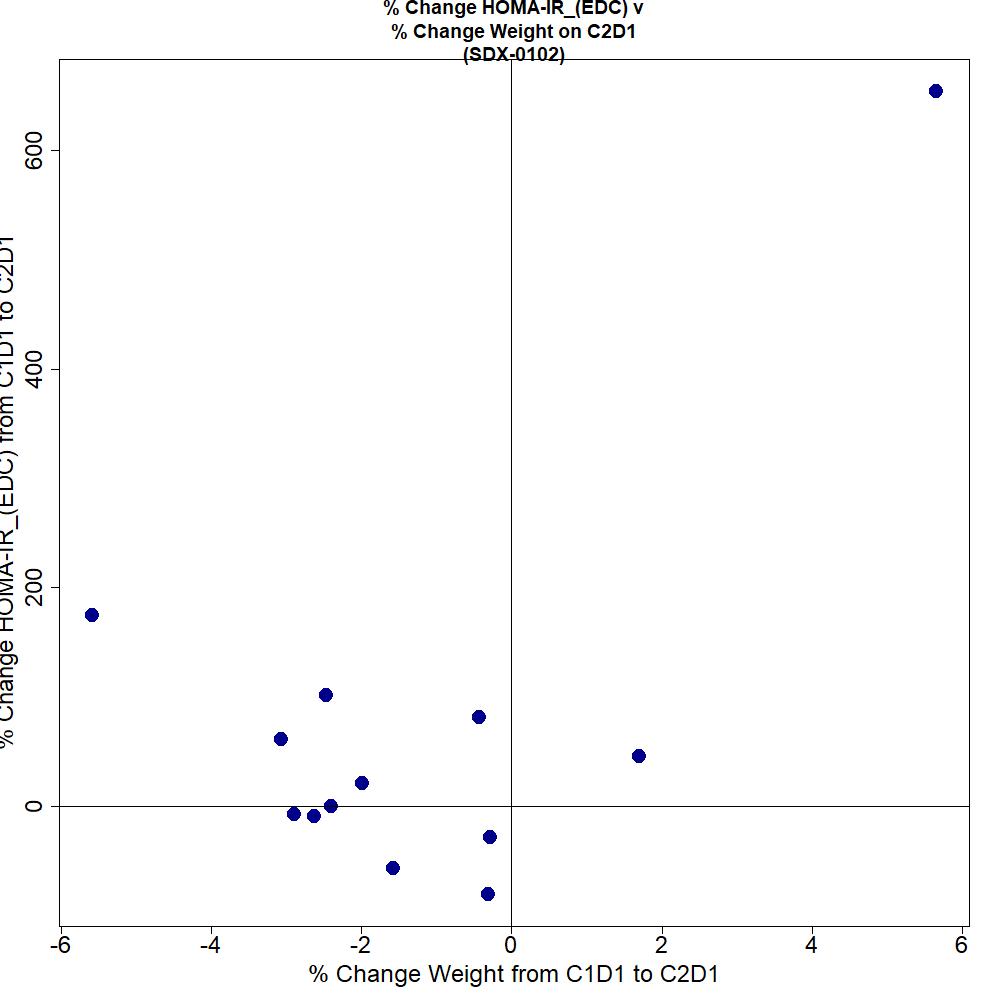 % Change HOMA-IR_(EDC) v
% Change Weight on C2D1
(SDX-0102)
% Change HOMA-IR_(EDC) from C1D1 to C2D1
600
400
200
0
-6
-4
-2
0
2
4
6
% Change Weight from C1D1 to C2D1